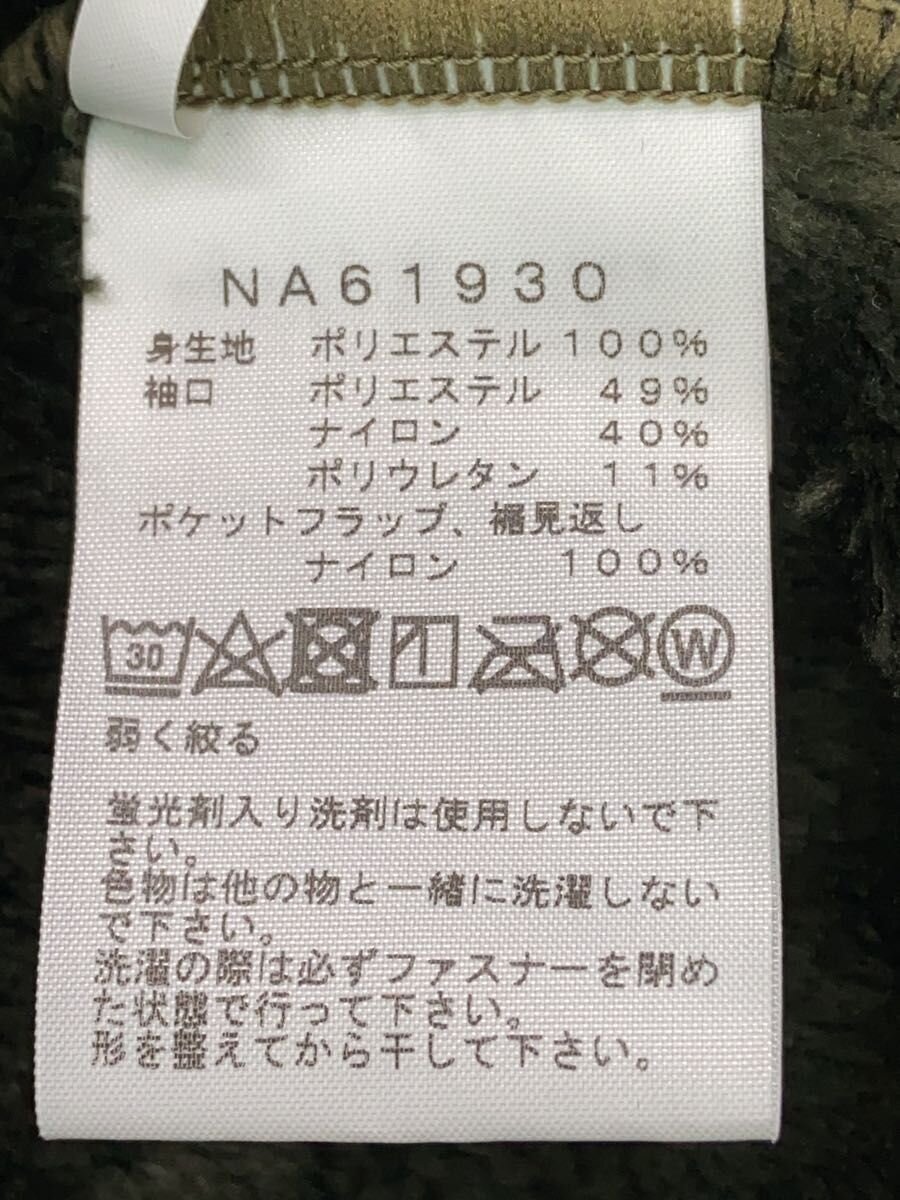 NA61930
身生地 ポリエステル 100%
袖口 ポリエステル 49%
ナイロン 40%
ポリウレタン 11%
ポケットフラップ、裾見返し
ナイロン 100%
30 W
弱く絞る
蛍光剤入り洗剤は使用しないで下
さい。
色物は他の物と一緒に洗濯しない
で下さい。
洗濯の際は必ずファスナーを閉め
た状態で行って下さい。
形を整えてから干して下さい。